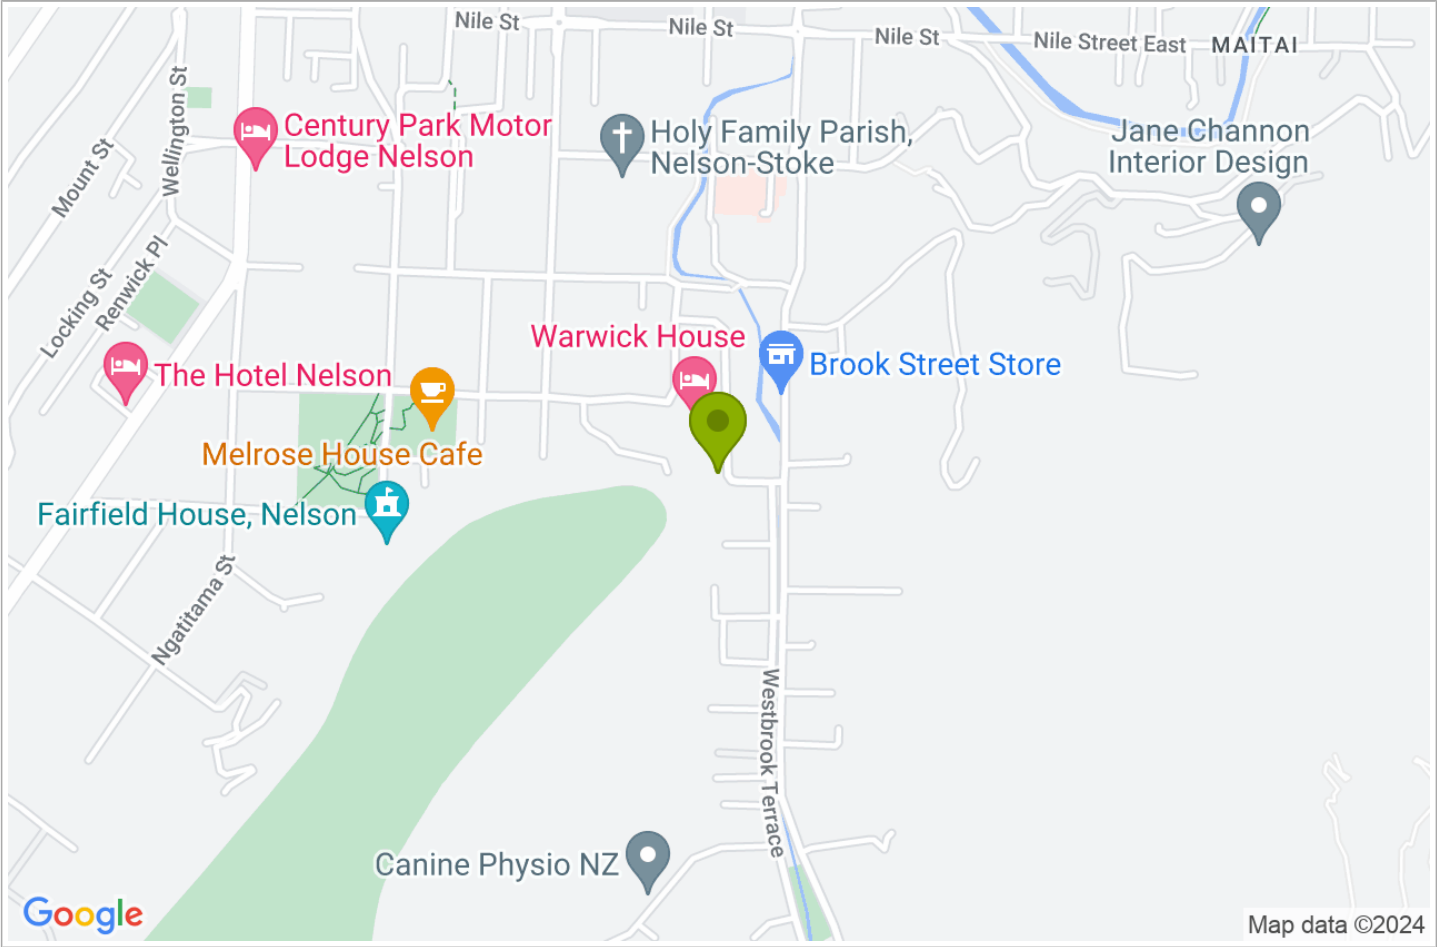 Nile St
Nile St
Nile St
Nile Street East
MAITAI
Wellington St
Mount St
Century Park Motor
Lodge Nelson
Holy Family Parish,
Nelson-Stoke
Jane Channon
Interior Design
Renwick Pl
Locking St
Warwick House
Brook Street Store
The Hotel Nelson
Melrose House Cafe
Fairfield House, Nelson
Ngatitama St
Westbrook Terrace
Canine Physio NZ
Google
Map data ©2024